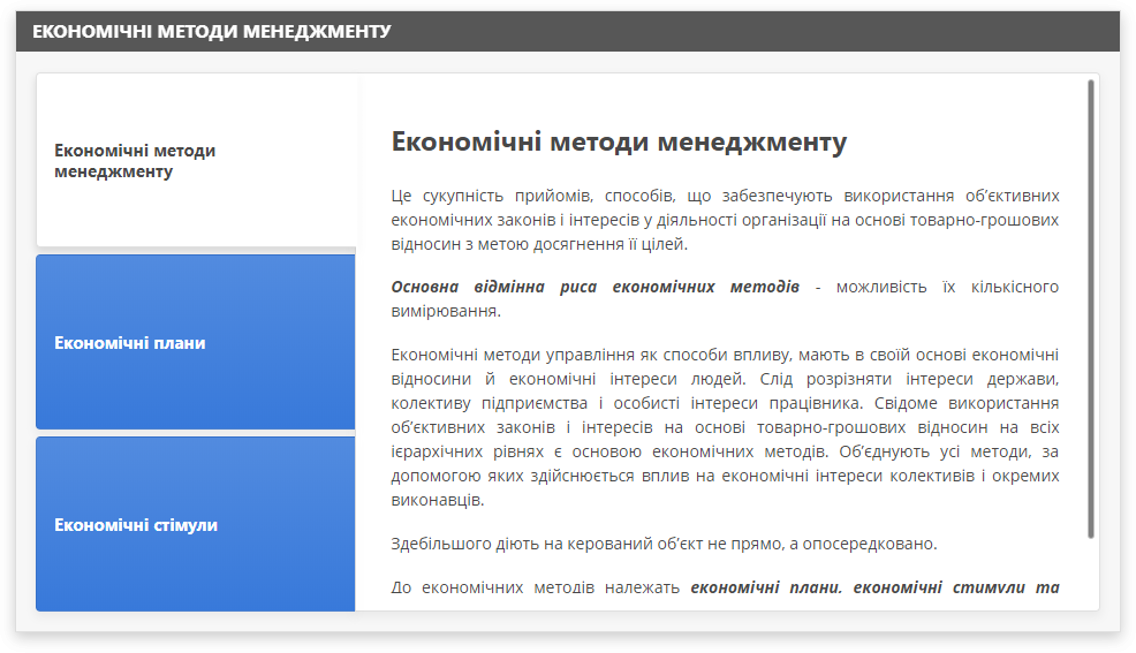 ЕКОНОМІЧНІ МЕТОДИ МЕНЕДЖМЕНТУ
Економічні методи
менеджменту
Економічні плани
Економічні стімули
Економічні методи менеджменту
Це сукупність прийомів, способів, що забезпечують використання об’єктивних
економічних законів і інтересів у діяльності організації на основі товарно-грошових
відносин з метою досягнення її цілей.
Основна відмінна риса економічних методів - можливість їх кількісного
вимірювання.
Економічні методи управління як способи впливу, мають в своїй основі економічні
відносини й економічні інтереси людей. Слід розрізняти інтереси держави,
колективу підприємства і особисті інтереси працівника. Свідоме використання
об’єктивних законів і інтересів на основі товарно-грошових відносин на всіх
ієрархічних рівнях є основою економічних методів. Об’єднують усі методи, за
допомогою яких здійснюється вплив на економічні інтереси колективів і окремих
виконавців.
Здебільшого діють на керований об’єкт не прямо, а опосередковано.
До економічних методів належать економічні плани, економічні стимули та